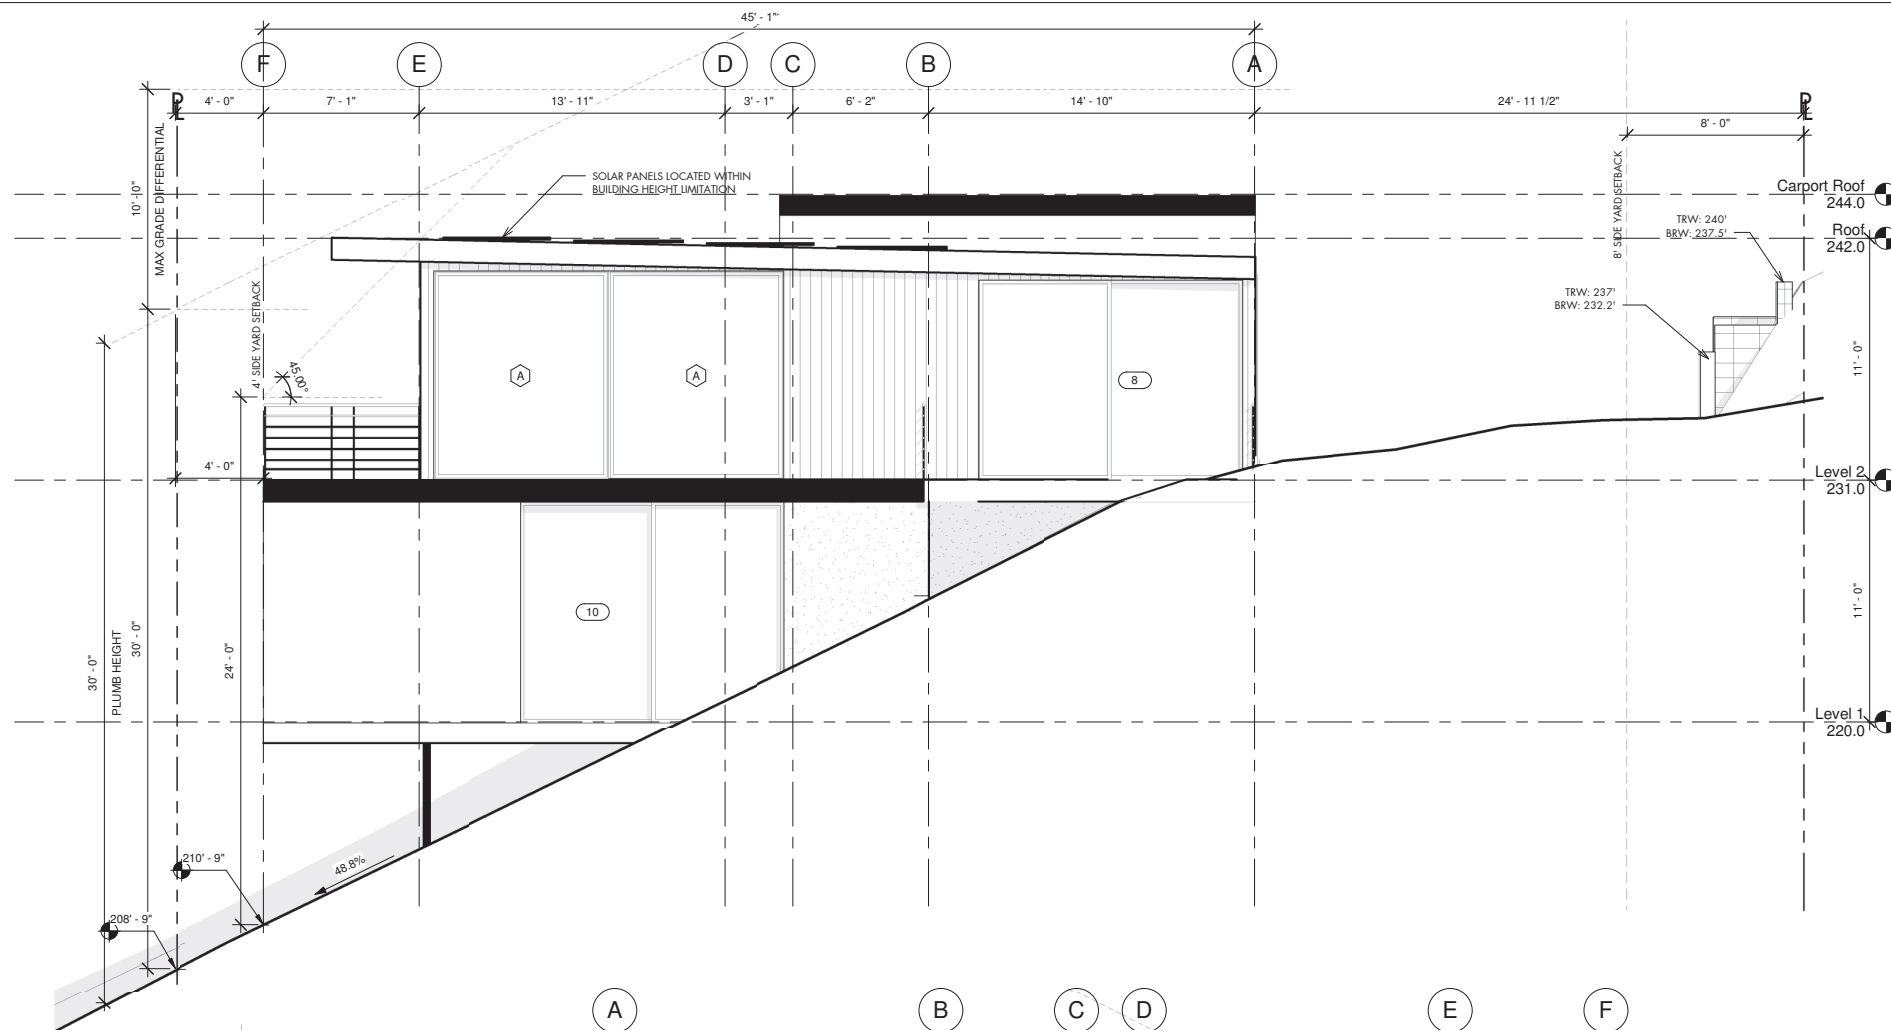 45' - 1"
F
E
D
C
B
A
PL
4' - 0"
7' - 1"
13' - 11"
3' - 1"
6' - 2"
14' - 10"
24' - 11 1/2"
PL
8' - 0"
10' - 0"
MAX GRADE DIFFERENTIAL
SOLAR PANELS LOCATED WITHIN
BUILDING HEIGHT LIMITATION
8' SIDE YARD SETBACK
Carport Roof
244.0
TRW: 240'
BRW: 237.5'
Roof
242.0
TRW: 237'
BRW: 232.2'
4' SIDE YARD SETBACK
45.00°
A
A
8
11' - 0"
4' - 0"
Level 2
231.0
10
11' - 0"
30' - 0"
PLUMB HEIGHT
30' - 0"
24' - 0"
Level 1
220.0
48.8%
210' - 9"
208' - 9"
A
B
C
D
E
F